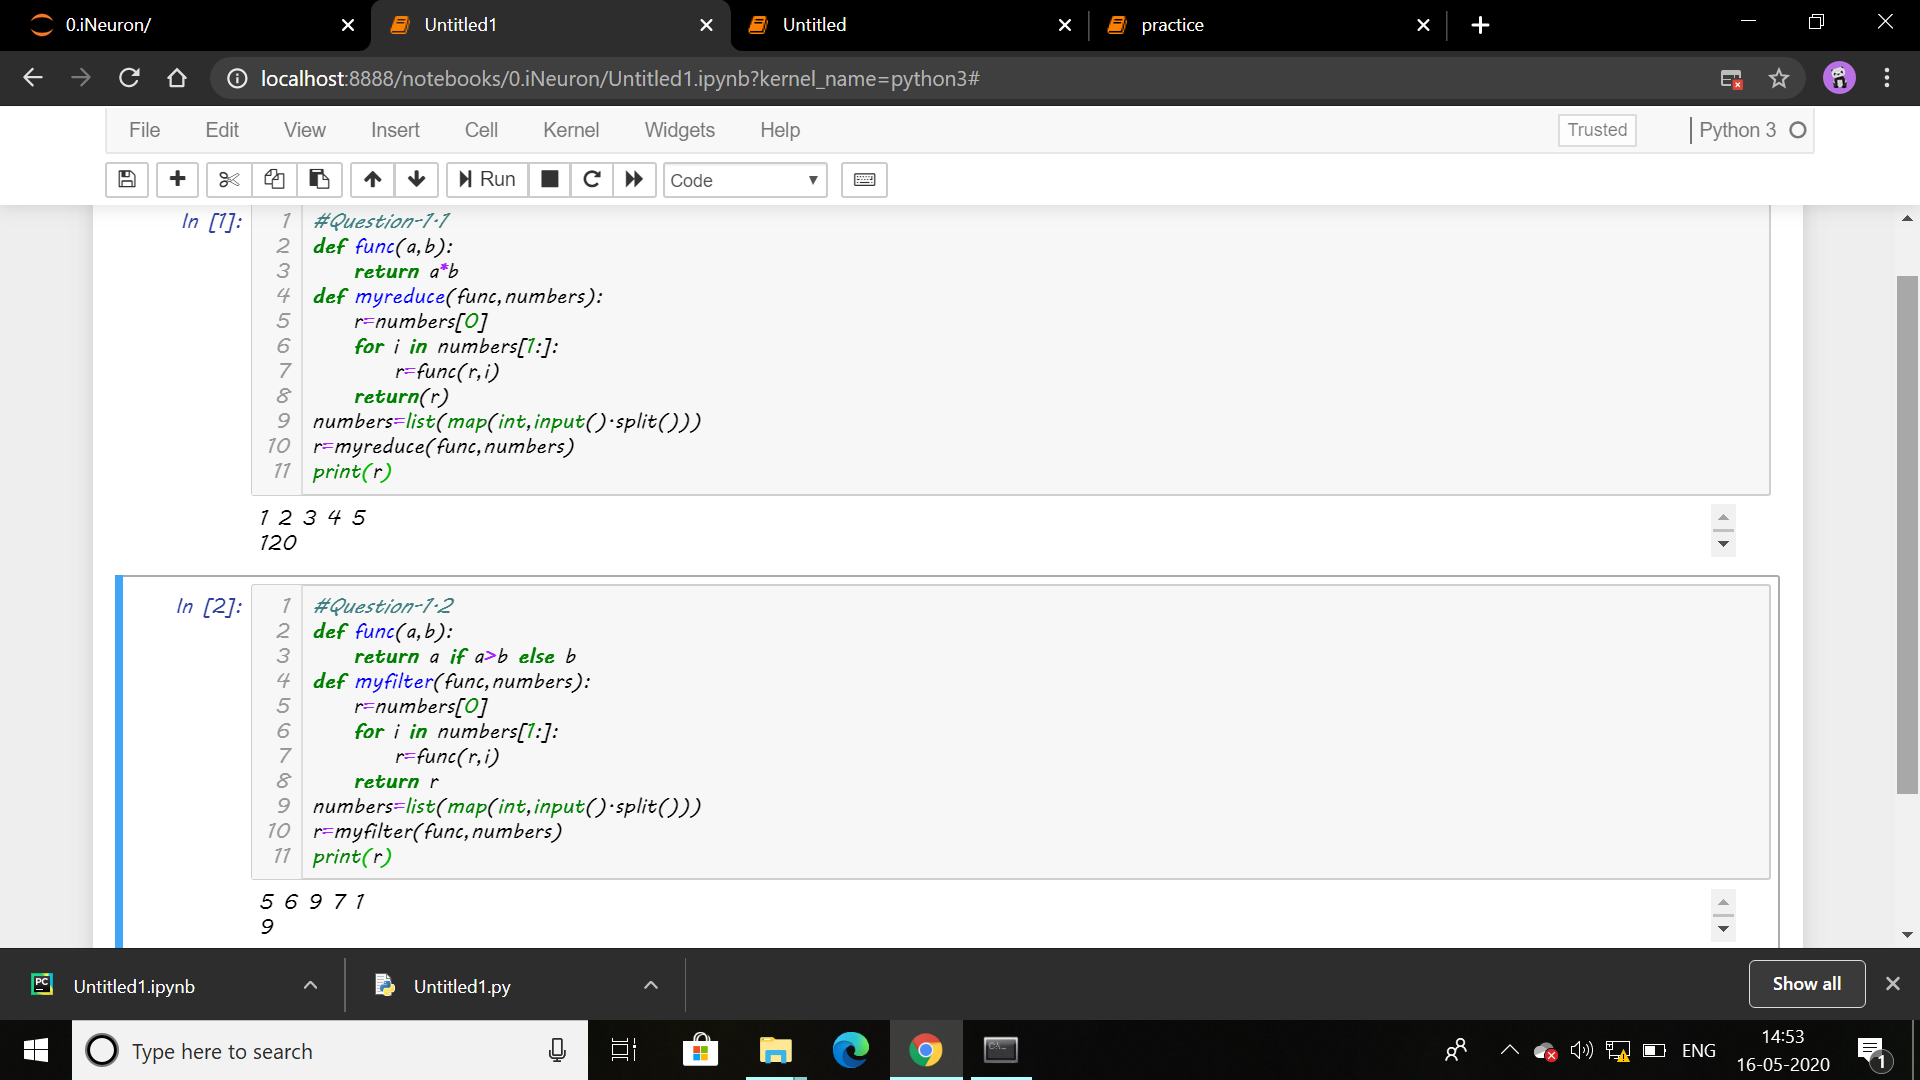 0.iNeuron/ Untitled1 Untitled practice
localhost:8888/notebooks/0.iNeuron/Untitled1.ipynb?kernel_name=python3#
File Edit View Insert Cell Kernel Widgets Help Trusted Python 3
Run Code
In [1]:
1 #Question-1.1
2 def func(a,b):
3 return a*b
4 def myreduce(func,numbers):
5 r=numbers[0]
6 for i in numbers[1:]:
7 r=func(r,i)
8 return(r)
9 numbers=list(map(int,input().split()))
10 r=myreduce(func,numbers)
11 print(r)
1 2 3 4 5
120
In [2]:
1 #Question-1.2
2 def func(a,b):
3 return a if a>b else b
4 def myfilter(func,numbers):
5 r=numbers[0]
6 for i in numbers[1:]:
7 r=func(r,i)
8 return r
9 numbers=list(map(int,input().split()))
10 r=myfilter(func,numbers)
11 print(r)
5 6 9 7 1
9
PC Untitled1.ipynb Untitled1.py Show all
Type here to search ENG 14:53
16-05-2020 1